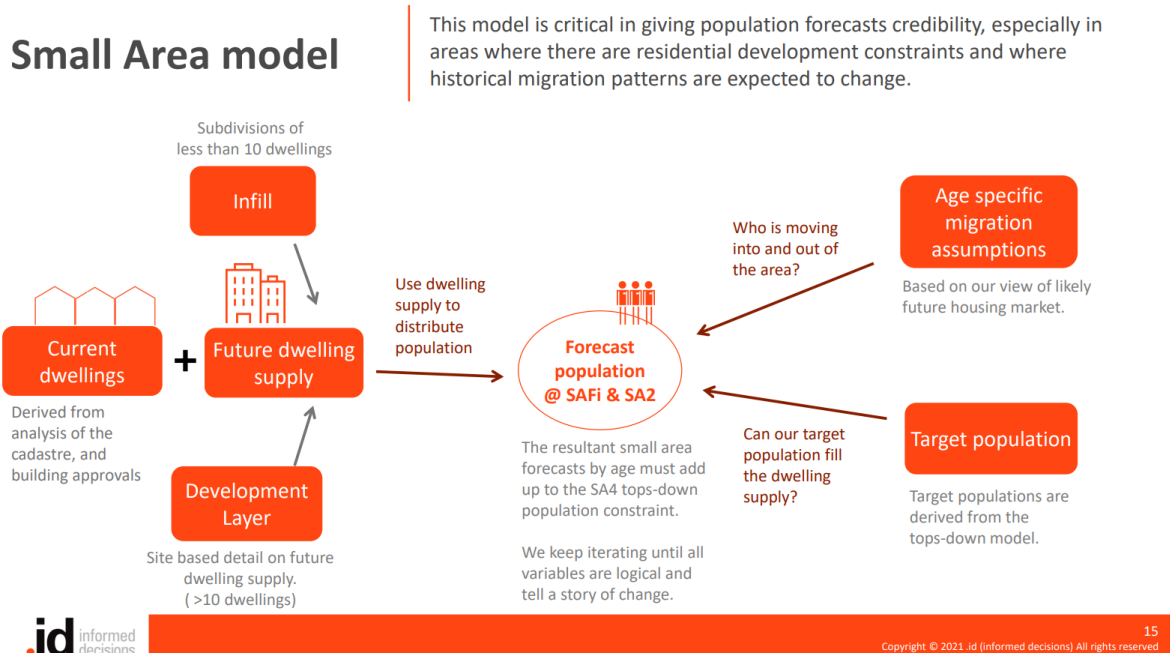 Small Area model
This model is critical in giving population forecasts credibility, especially in
areas where there are residential development constraints and where
historical migration patterns are expected to change.
Subdivisions of
less than 10 dwellings
Infill
Current
dwellings
+
Future dwelling
supply
Derived from
analysis of the
cadastre, and
building approvals
Development
Layer
Site based detail on future
dwelling supply.
( >10 dwellings)
Use dwelling
supply to
distribute
population
Forecast
population
@ SAFi & SA2
The resultant small area
forecasts by age must add
up to the SA4 tops-down
population constraint.
We keep iterating until all
variables are logical and
tell a story of change.
Who is moving
into and out of
the area?
Age specific
migration
assumptions
Based on our view of likely
future housing market.
Can our target
population fill
the dwelling
supply?
Target population
Target populations are
derived from the
tops-down model.
.id informed
decisions
15
Copyright © 2021 .id (informed decisions) All rights reserved